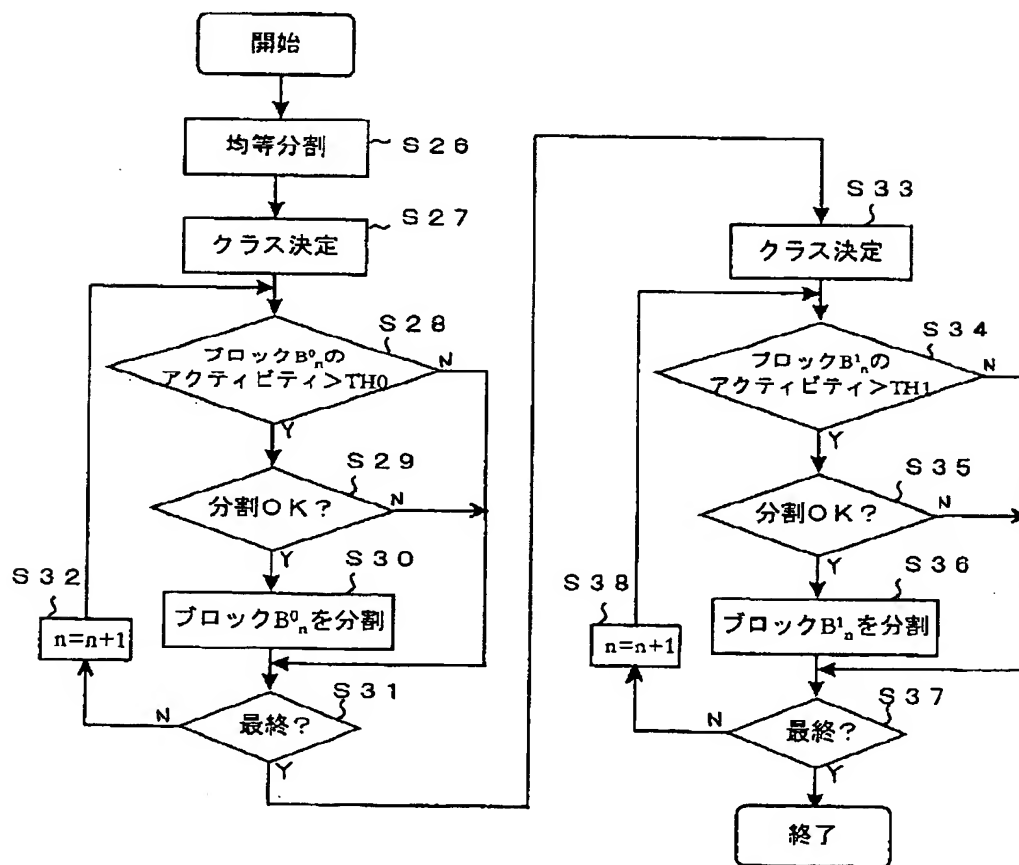 開始
均等分割
S26
S27
クラス決定
S28
ブロックB⁰ₙの
アクティビティ>TH0
N
Y
S29
分割OK?
N
Y
S30
ブロックB⁰ₙを分割
S32
n=n+1
S31
最終?
N
Y
S33
クラス決定
S34
ブロックB¹ₙの
アクティビティ>TH1
N
Y
S35
分割OK?
N
Y
S36
ブロックB¹ₙを分割
S38
n=n+1
S37
最終?
N
Y
終了